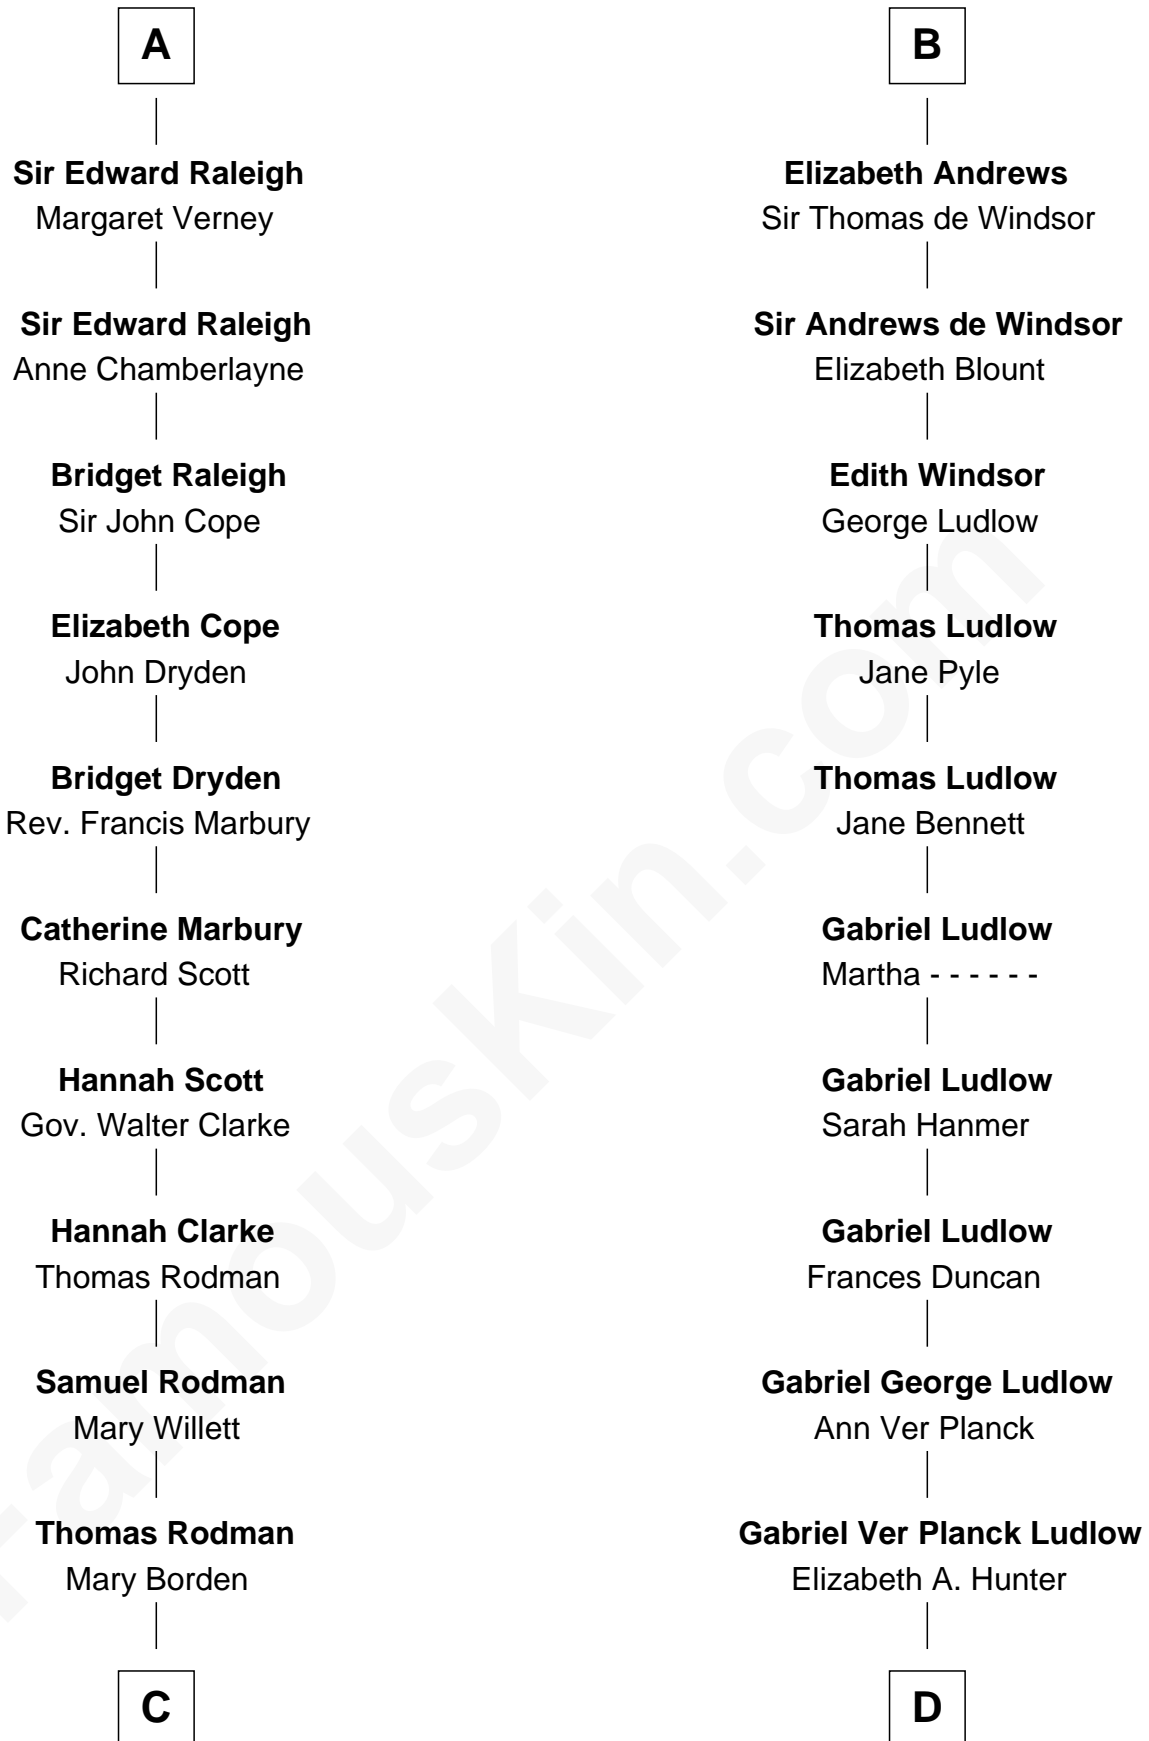 A
Sir Edward Raleigh
Margaret Verney
Sir Edward Raleigh
Anne Chamberlayne
Bridget Raleigh
Sir John Cope
Elizabeth Cope
John Dryden
Bridget Dryden
Rev. Francis Marbury
Catherine Marbury
Richard Scott
Hannah Scott
Gov. Walter Clarke
Hannah Clarke
Thomas Rodman
Samuel Rodman
Mary Willett
Thomas Rodman
Mary Borden
C
B
Elizabeth Andrews
Sir Thomas de Windsor
Sir Andrews de Windsor
Elizabeth Blount
Edith Windsor
George Ludlow
Thomas Ludlow
Jane Pyle
Thomas Ludlow
Jane Bennett
Gabriel Ludlow
Martha - - - - - -
Gabriel Ludlow
Sarah Hanmer
Gabriel Ludlow
Frances Duncan
Gabriel George Ludlow
Ann Ver Planck
Gabriel Ver Planck Ludlow
Elizabeth A. Hunter
D
FamousKin.com